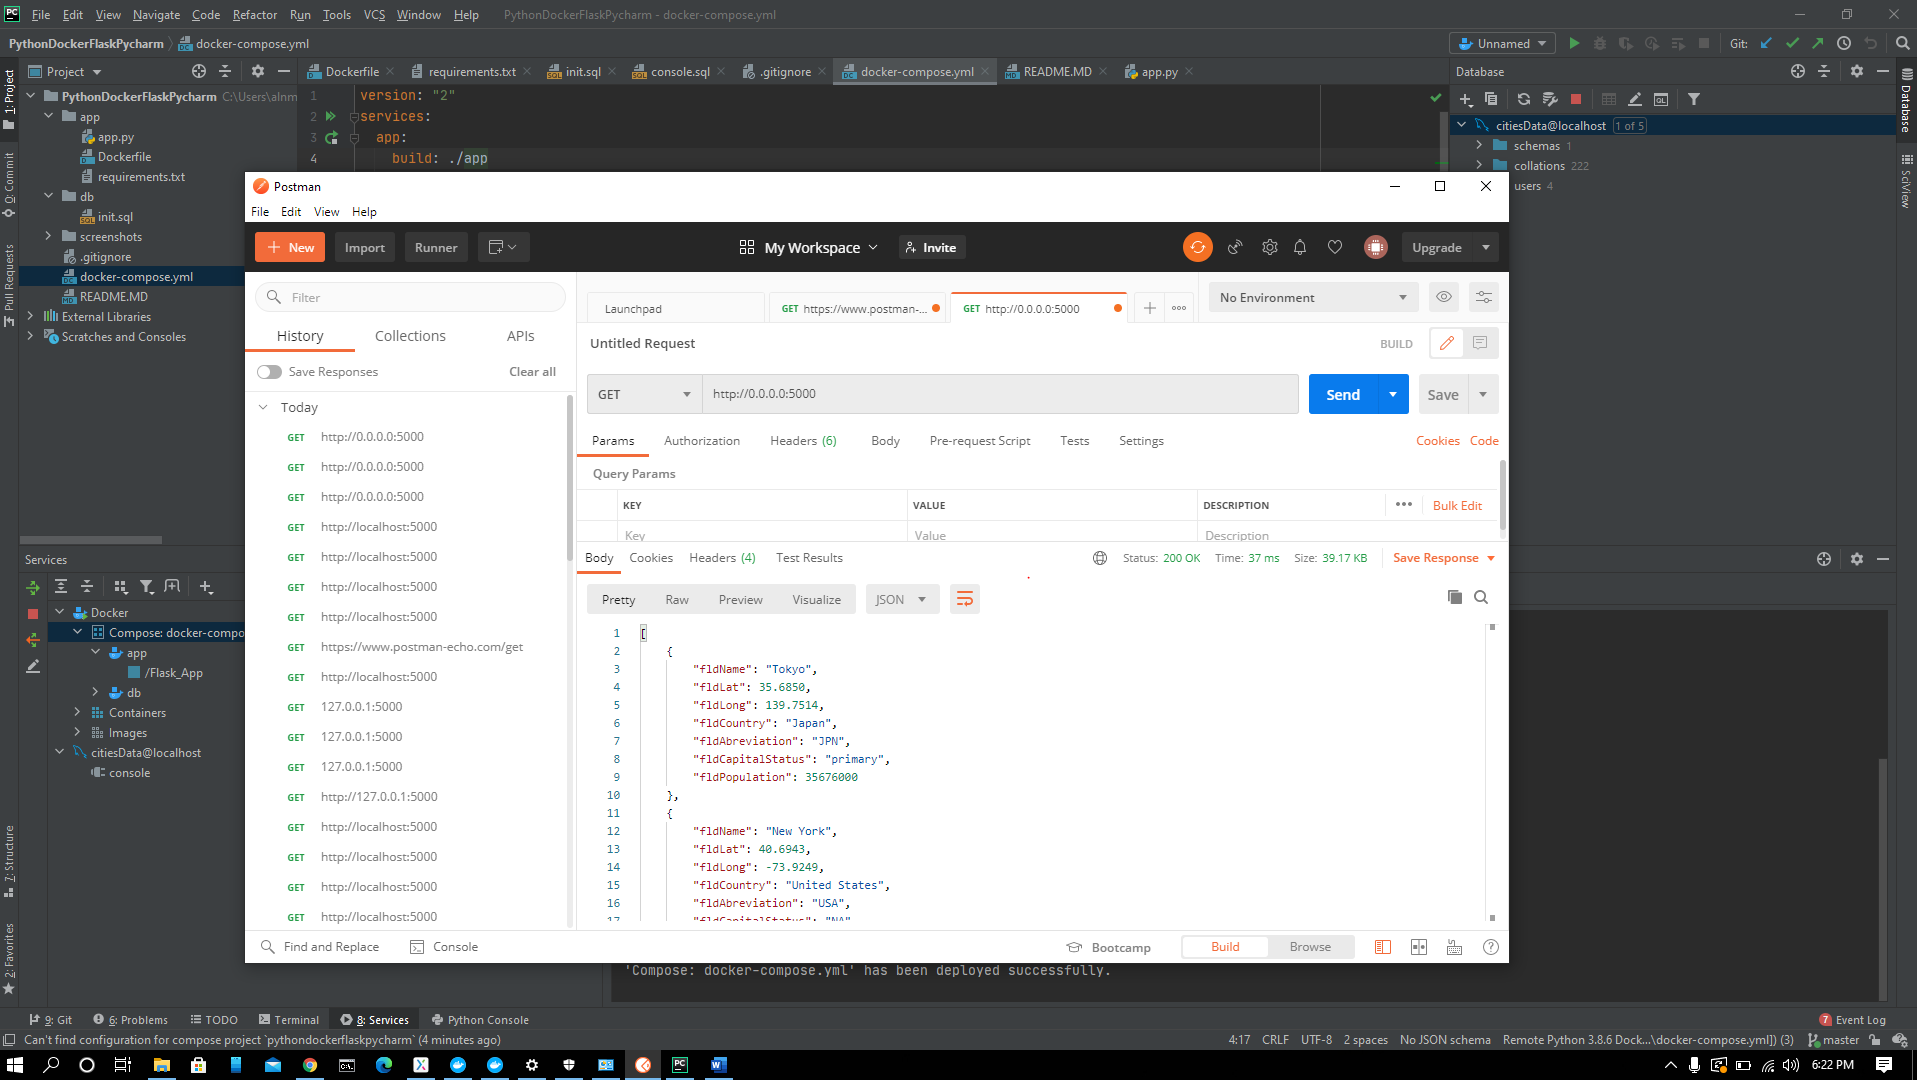 File Edit View Navigate Code Refactor Run Tools VCS Window Help PythonDockerFlaskPycharm - docker-compose.yml
PythonDockerFlaskPycharm docker-compose.yml Unnamed Git:
Project Dockerfile requirements.txt init.sql console.sql .gitignore docker-compose.yml README.MD app.py Database
PythonDockerFlaskPycharm C:\Users\alnm
app
app.py
Dockerfile
requirements.txt
db
init.sql
screenshots
.gitignore
docker-compose.yml
README.MD
External Libraries
Scratches and Consoles
1 version: "2"
2 services:
3 app:
4 build: ./app
citiesData@localhost 1 of 5
schemas 1
collations 222
users 4
1: Project
0: Commit
Pull Requests
7: Structure
2: Favorites
Database
SciView
Postman
File Edit View Help
New Import Runner My Workspace Invite Upgrade
Filter
History Collections APIs
Save Responses Clear all
Today
GET http://0.0.0.0:5000
GET http://0.0.0.0:5000
GET http://0.0.0.0:5000
GET http://localhost:5000
GET http://localhost:5000
GET http://localhost:5000
GET http://localhost:5000
GET https://www.postman-echo.com/get
GET http://localhost:5000
GET 127.0.0.1:5000
GET 127.0.0.1:5000
GET 127.0.0.1:5000
GET http://127.0.0.1:5000
GET http://localhost:5000
GET http://localhost:5000
GET http://localhost:5000
GET http://localhost:5000
Launchpad GET https://www.postman-... GET http://0.0.0.0:5000 No Environment
Untitled Request BUILD
GET http://0.0.0.0:5000 Send Save
Params Authorization Headers (6) Body Pre-request Script Tests Settings Cookies Code
Query Params
KEY VALUE DESCRIPTION Bulk Edit
Key Value Description
Body Cookies Headers (4) Test Results Status: 200 OK Time: 37 ms Size: 39.17 KB Save Response
Pretty Raw Preview Visualize JSON
1 [
2 {
3 "fldName": "Tokyo",
4 "fldLat": 35.6850,
5 "fldLong": 139.7514,
6 "fldCountry": "Japan",
7 "fldAbreviation": "JPN",
8 "fldCapitalStatus": "primary",
9 "fldPopulation": 35676000
10 },
11 {
12 "fldName": "New York",
13 "fldLat": 40.6943,
14 "fldLong": -73.9249,
15 "fldCountry": "United States",
16 "fldAbreviation": "USA",
17 "fldCapitalStatus": "NA"
Find and Replace Console Bootcamp Build Browse
Services
Docker
Compose: docker-compo
app
/Flask_App
db
Containers
Images
citiesData@localhost
console
'Compose: docker-compose.yml' has been deployed successfully.
9: Git 6: Problems TODO Terminal 8: Services Python Console 7 Event Log
Can't find configuration for compose project `pythondockerflaskpycharm` (4 minutes ago) 4:17 CRLF UTF-8 2 spaces No JSON schema Remote Python 3.8.6 Dock...\docker-compose.yml]) (3) master
6:22 PM